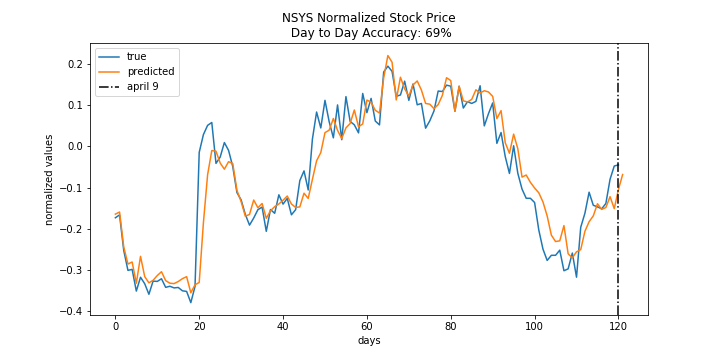 NSYS Normalized Stock Price
Day to Day Accuracy: 69%
true
predicted
april 9
normalized values
0.2
0.1
0.0
−0.1
−0.2
−0.3
−0.4
0
20
40
60
80
100
120
days